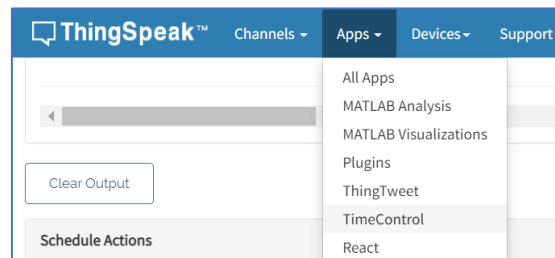 ThingSpeak™ Channels Apps Devices Support
All Apps
MATLAB Analysis
MATLAB Visualizations
Plugins
Clear Output
ThingTweet
TimeControl
Schedule Actions
React